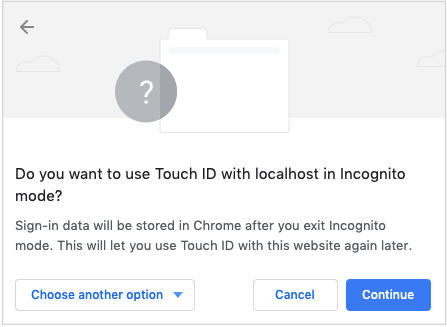 ?
Do you want to use Touch ID with localhost in Incognito
mode?
Sign-in data will be stored in Chrome after you exit Incognito
mode. This will let you use Touch ID with this website again later.
Choose another option
Cancel
Continue